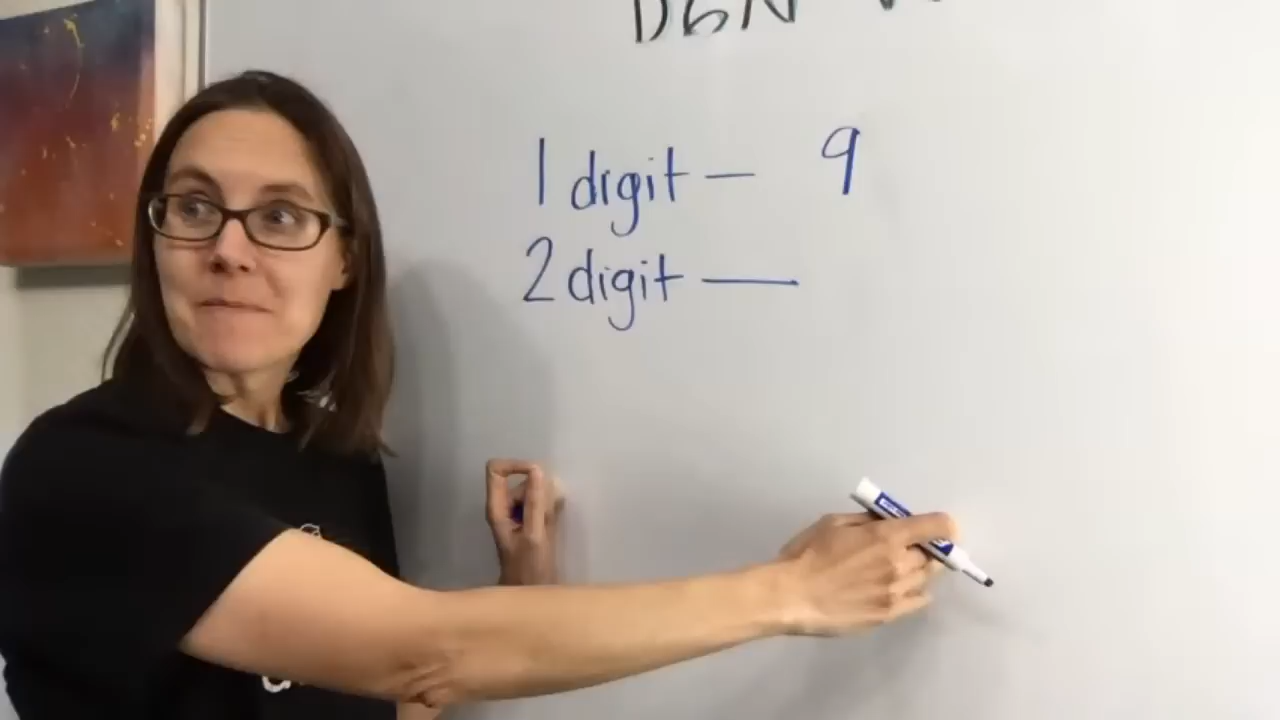 1 digit — 9
2 digit —